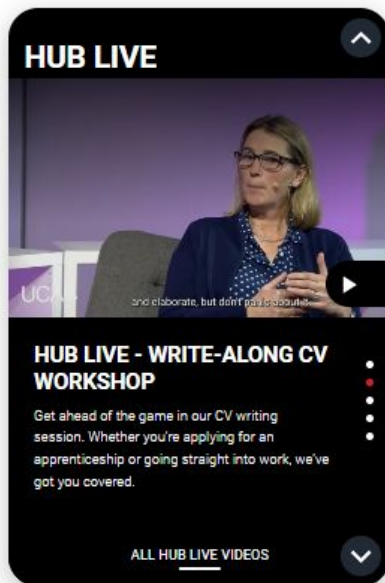 HUB LIVE
UCA
and elaborate, but don't panic about it.
HUB LIVE - WRITE-ALONG CV
WORKSHOP
Get ahead of the game in our CV writing
session. Whether you're applying for an
apprenticeship or going straight into work, we've
got you covered.
ALL HUB LIVE VIDEOS